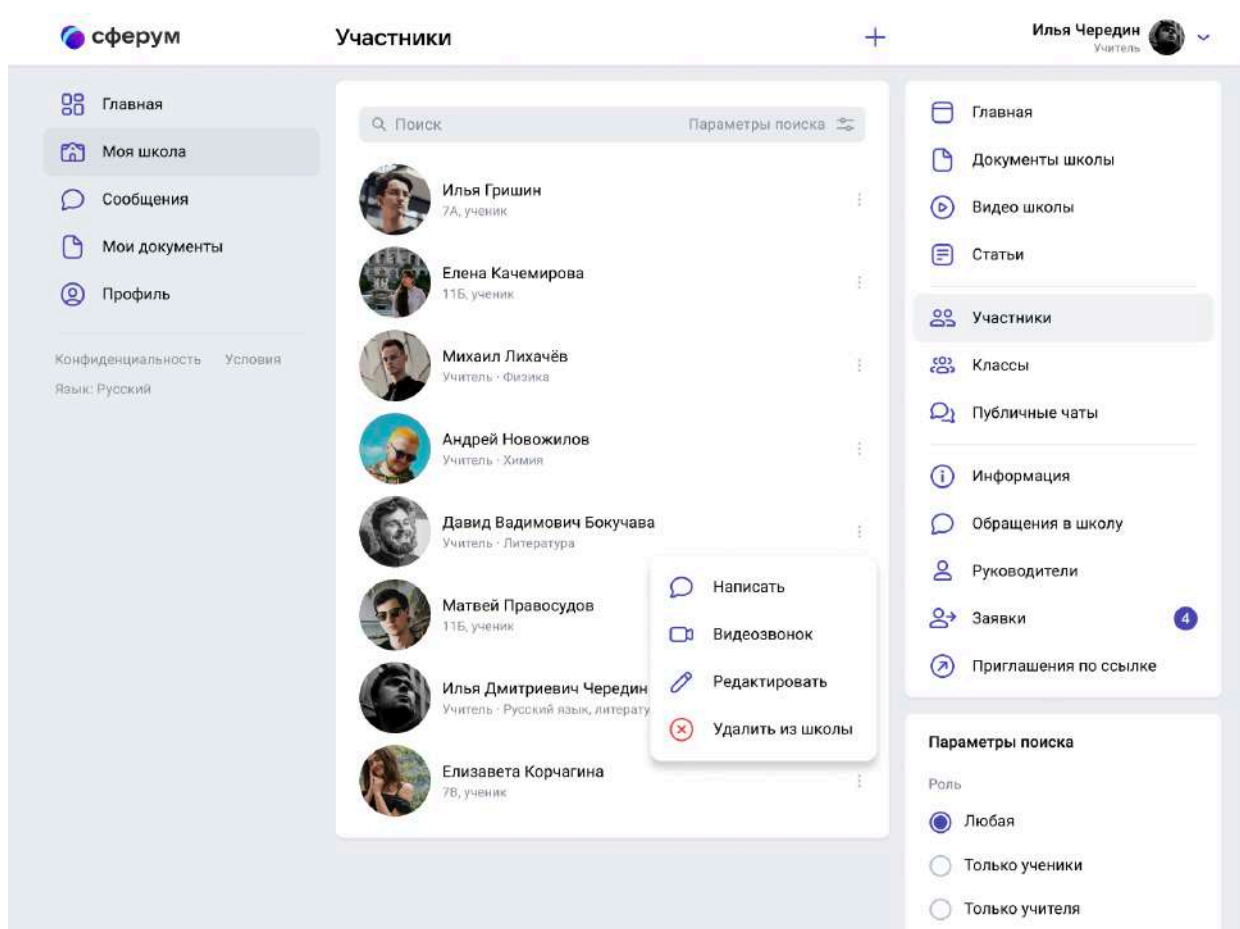 сферум
Участники
Илья Чередин
Учитель
Главная
Моя школа
Сообщения
Мои документы
Профиль
Конфиденциальность Условия
Язык: Русский
Поиск Параметры поиска
Илья Гришин
7А, ученик
Елена Качемирова
11Б, ученик
Михаил Лихачёв
Учитель · Физика
Андрей Новожилов
Учитель · Химия
Давид Вадимович Бокучава
Учитель · Литература
Матвей Правосудов
11Б, ученик
Илья Дмитриевич Чередин
Учитель · Русский язык, литерату
Елизавета Корчагина
7В, ученик
Написать
Видеозвонок
Редактировать
Удалить из школы
Главная
Документы школы
Видео школы
Статьи
Участники
Классы
Публичные чаты
Информация
Обращения в школу
Руководители
Заявки 4
Приглашения по ссылке
Параметры поиска
Роль
Любая
Только ученики
Только учителя